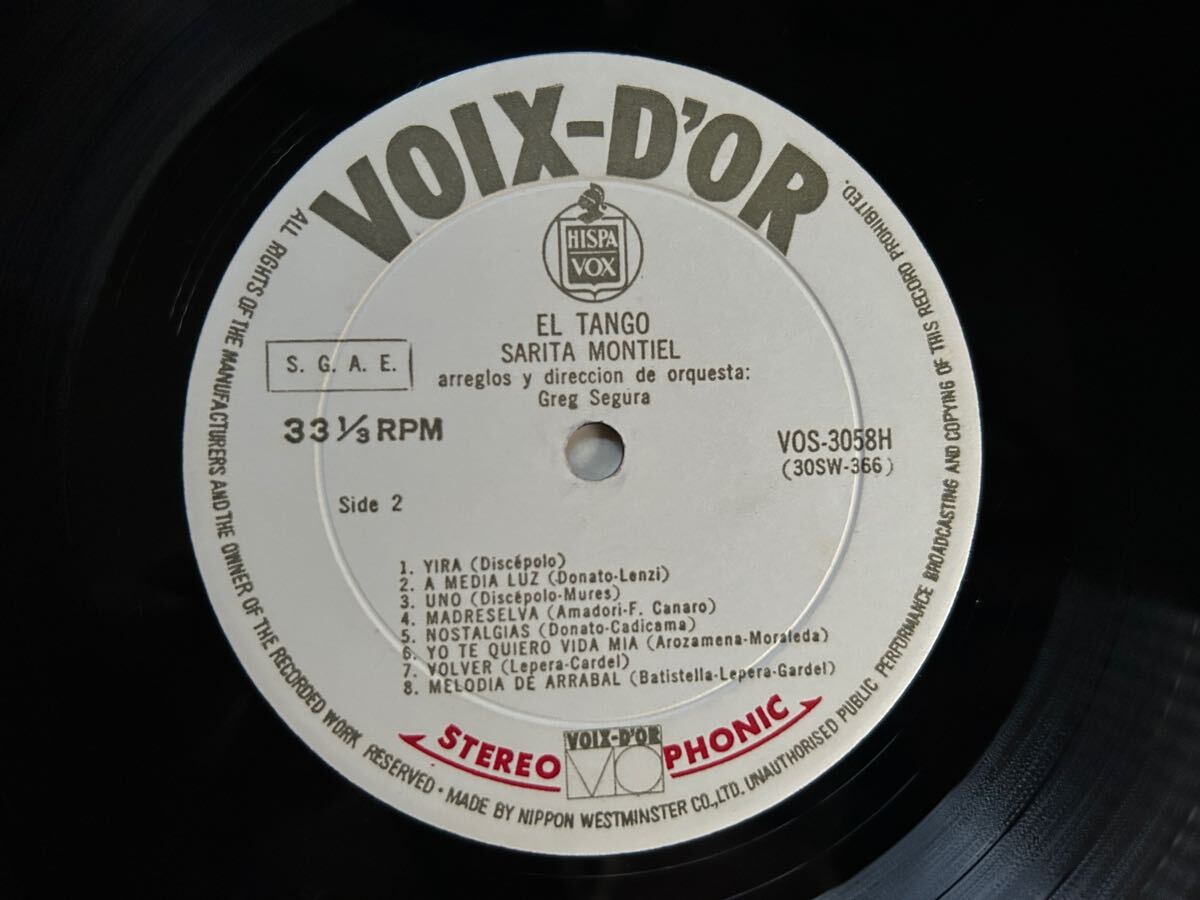 VOIX-D'OR
HISPA
VOX
EL TANGO
SARITA MONTIEL
arreglos y direccion de orquesta:
Greg Segura
S. G. A. E.
33 1/3 RPM
VOS-3058H
(30SW-366)
Side 2
1. YIRA (Discépolo)
2. A MEDIA LUZ (Donato-Lenzi)
3. UNO (Discépolo-Mures)
4. MADRESELVA (Amadori-F. Canaro)
5. NOSTALGIAS (Donato-Cadicama)
6. YO TE QUIERO VIDA MIA (Arozamena-Moraleda)
7. VOLVER (Lepera-Cardel)
8. MELODIA DE ARRABAL (Batistella-Lepera-Gardel)
STEREO PHONIC
VOIX-D'OR
VO
ALL RIGHTS OF THE MANUFACTURERS AND THE OWNER OF THE RECORDED WORK RESERVED • MADE BY NIPPON WESTMINSTER CO., LTD. UNAUTHORISED PUBLIC PERFORMANCE BROADCASTING AND COPYING OF THIS RECORD PROHIBITED.